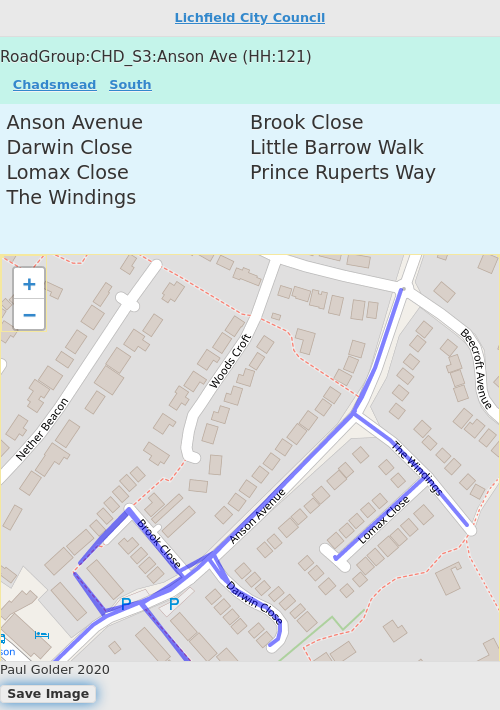 Lichfield City Council
RoadGroup:CHD_S3:Anson Ave (HH:121)
Chadsmead South
Anson Avenue Brook Close
Darwin Close Little Barrow Walk
Lomax Close Prince Ruperts Way
The Windings
+
−
Woods Croft
Beecroft Avenue
Nether Beacon
The Windings
Anson Avenue
Lomax Close
Brook Close
Darwin Close
P P
son
Paul Golder 2020
Save Image